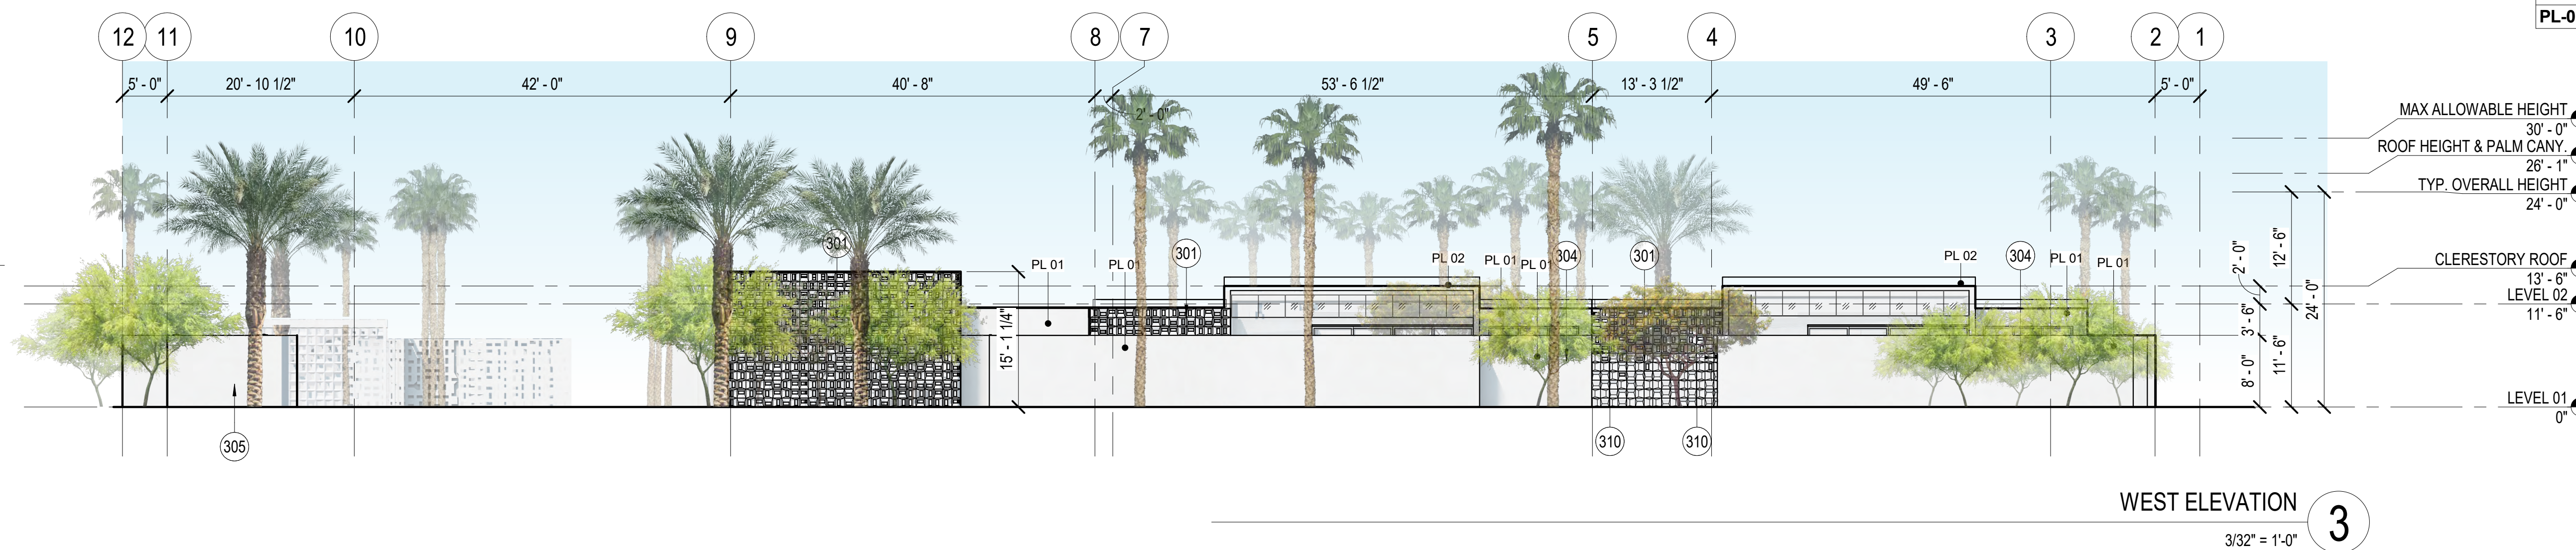 PL-0
12
11
10
9
8
7
5
4
3
2
1
5' - 0"
20' - 10 1/2"
42' - 0"
40' - 8"
53' - 6 1/2"
13' - 3 1/2"
49' - 6"
5' - 0"
2' - 0"
MAX ALLOWABLE HEIGHT
30' - 0"
ROOF HEIGHT & PALM CANY.
26' - 1"
TYP. OVERALL HEIGHT
24' - 0"
301
PL 01
PL 01
301
PL 02
PL 01
PL 01
304
301
PL 02
304
PL 01
PL 01
2' - 0"
12' - 6"
24' - 0"
CLERESTORY ROOF
13' - 6"
LEVEL 02
11' - 6"
15' - 1 1/4"
3' - 6"
8' - 0"
11' - 6"
LEVEL 01
0"
305
310
310
WEST ELEVATION
3
3/32" = 1'-0"